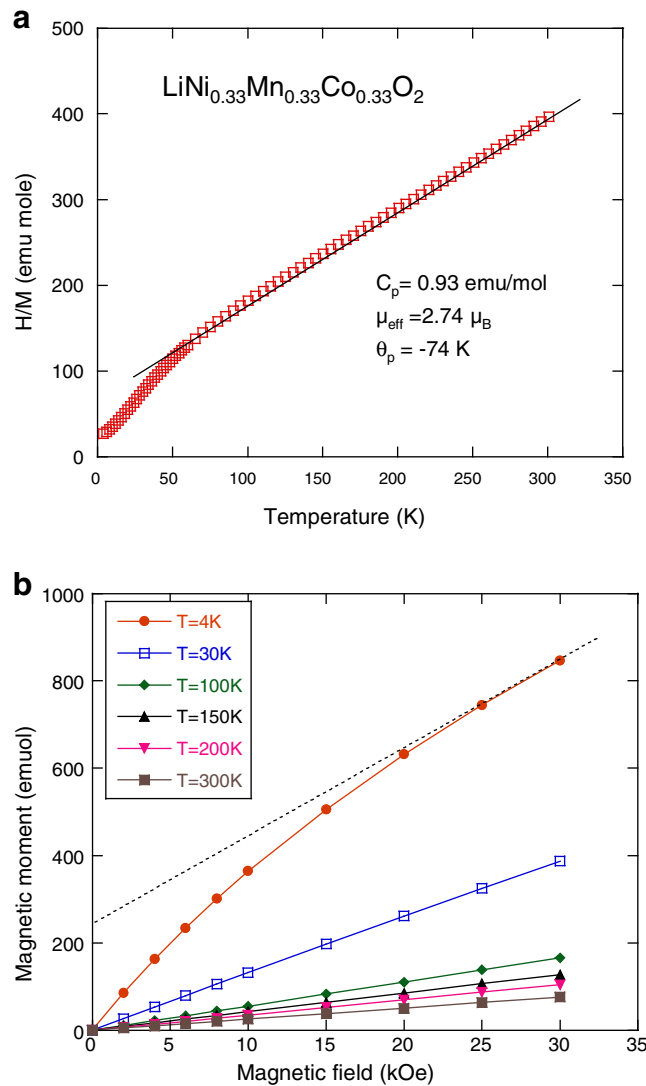 a
500
400
300
200
100
0
H/M (emu mole)
LiNi0.33Mn0.33Co0.33O2
Cp= 0.93 emu/mol
μeff =2.74 μB
θp = -74 K
0 50 100 150 200 250 300 350
Temperature (K)
b
1000
800
600
400
200
0
Magnetic moment (emuol)
T=4K
T=30K
T=100K
T=150K
T=200K
T=300K
0 5 10 15 20 25 30 35
Magnetic field (kOe)